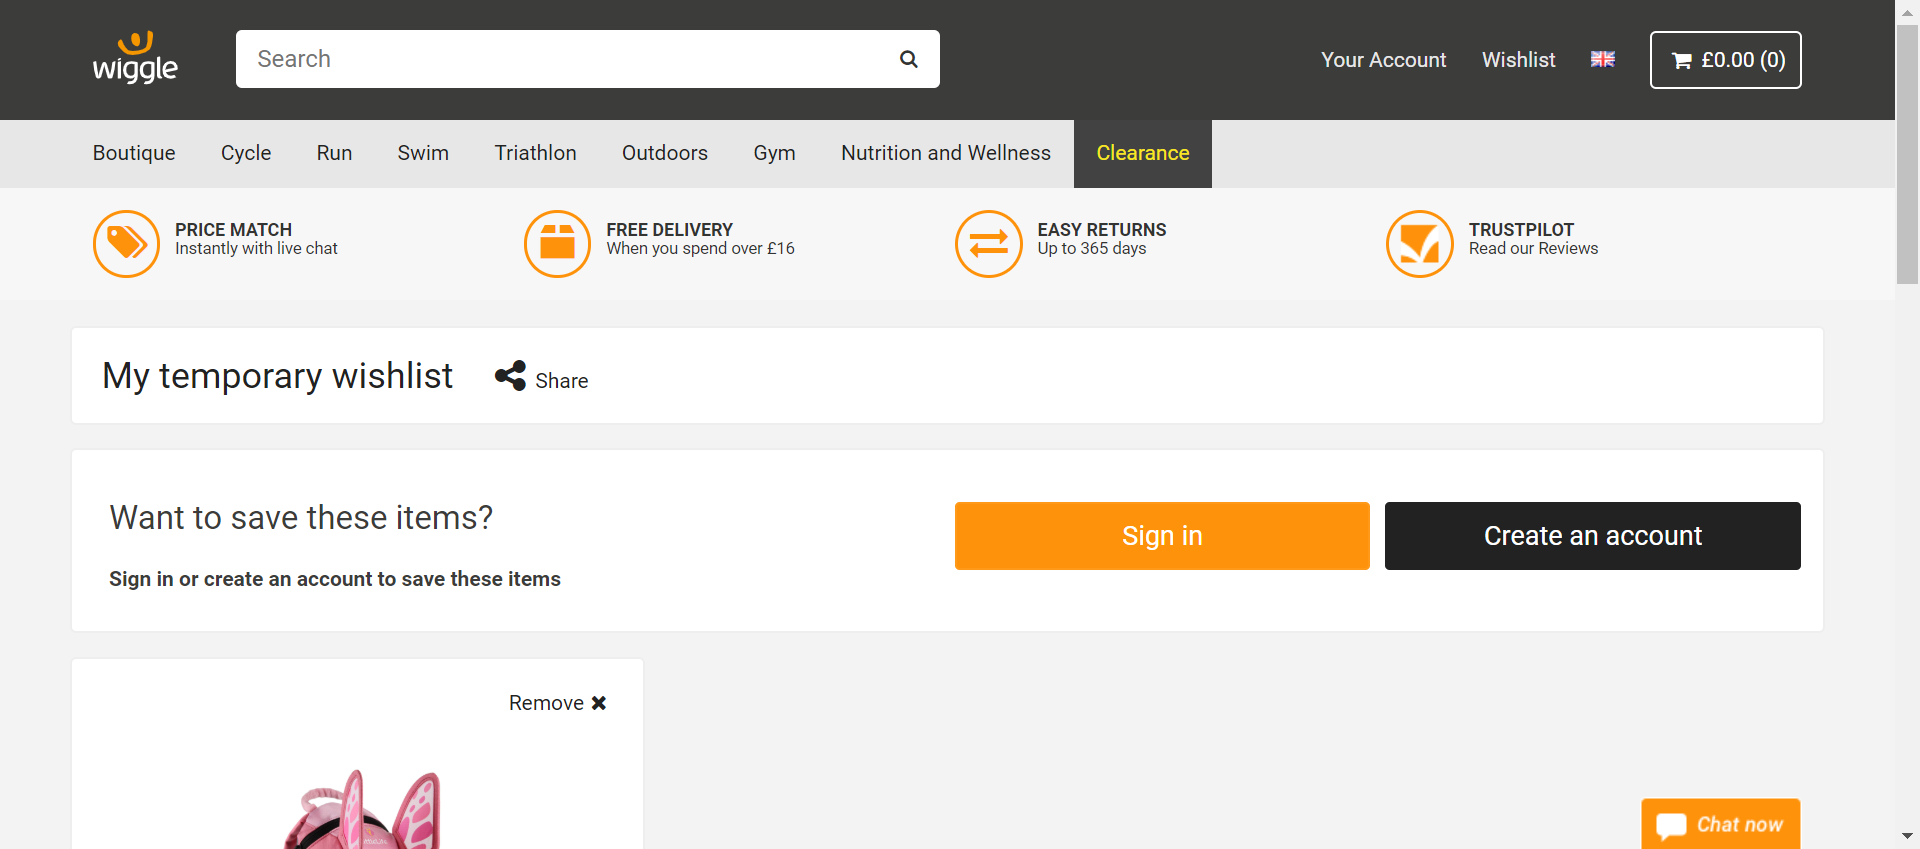 wiggle
Search
Your Account
Wishlist
£0.00 (0)
Boutique
Cycle
Run
Swim
Triathlon
Outdoors
Gym
Nutrition and Wellness
Clearance
PRICE MATCH
Instantly with live chat
FREE DELIVERY
When you spend over £16
EASY RETURNS
Up to 365 days
TRUSTPILOT
Read our Reviews
My temporary wishlist
Share
Want to save these items?
Sign in or create an account to save these items
Sign in
Create an account
Remove
Chat now